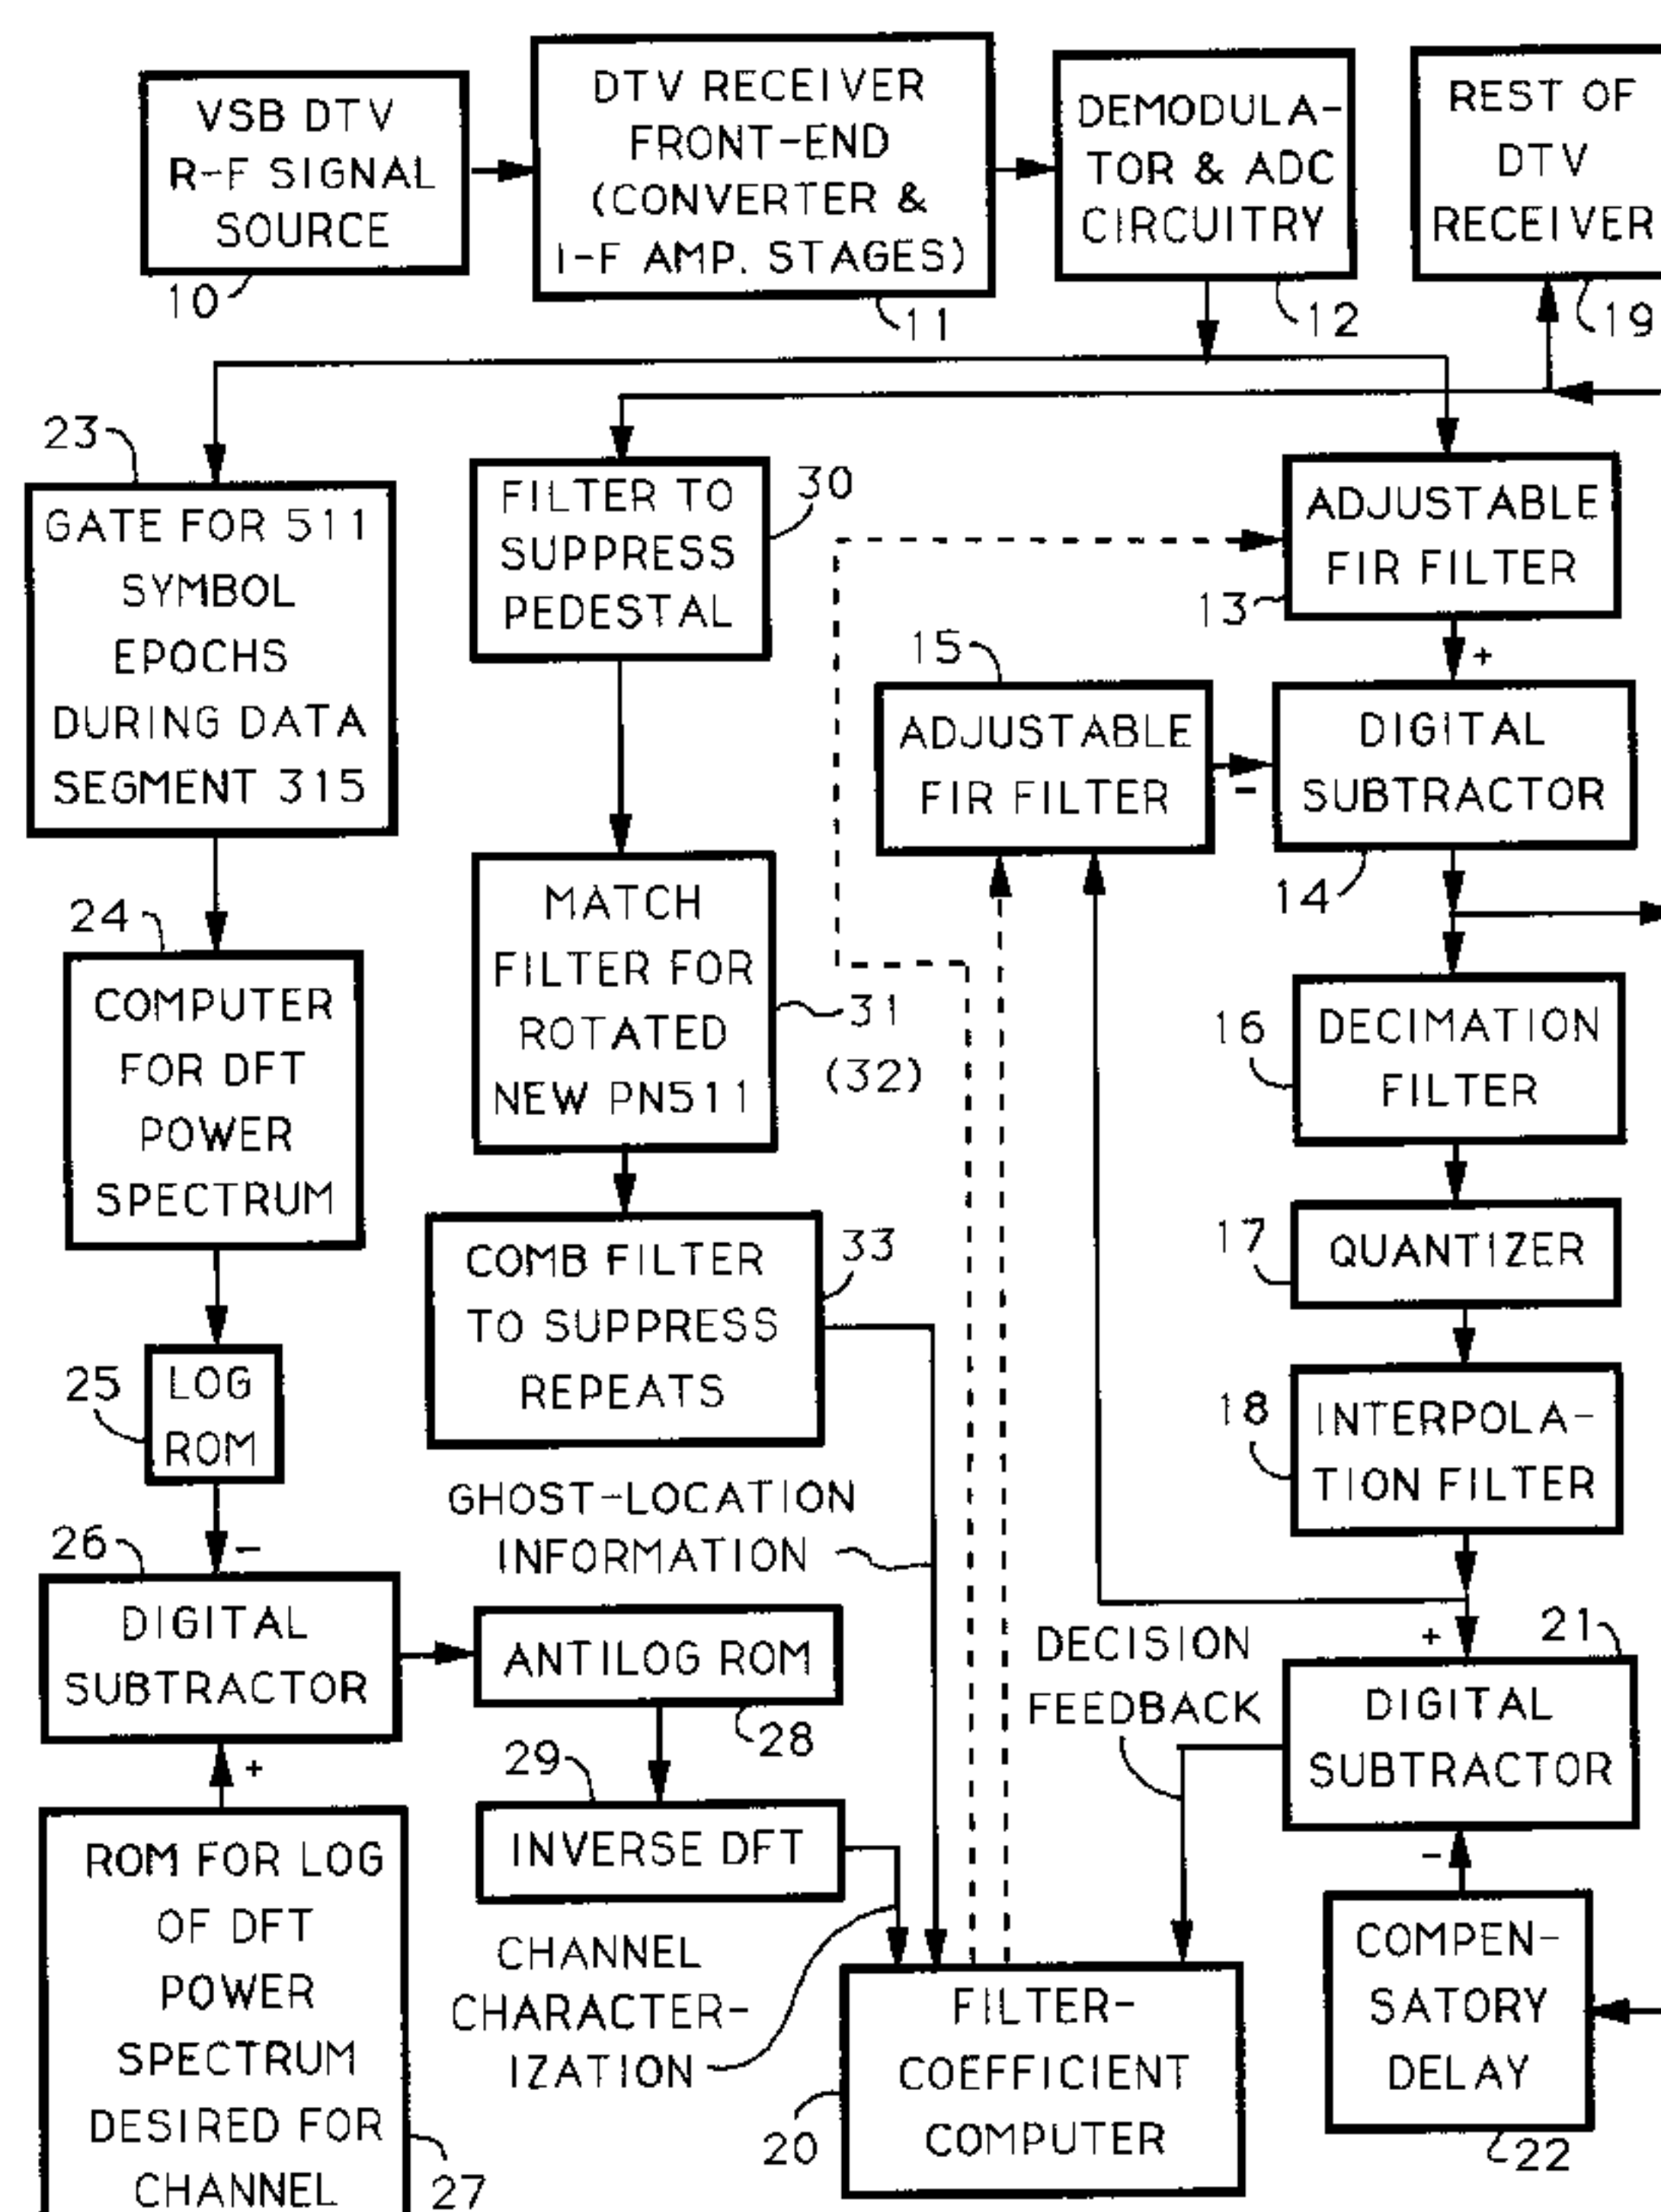 VSB DTV
R-F SIGNAL
SOURCE
10
DTV RECEIVER
FRONT-END
(CONVERTER &
I-F AMP. STAGES)
11
DEMODULA-
TOR & ADC
CIRCUITRY
12
REST OF
DTV
RECEIVER
19
23
GATE FOR 511
SYMBOL
EPOCHS
DURING DATA
SEGMENT 315
FILTER TO
SUPPRESS
PEDESTAL
30
ADJUSTABLE
FIR FILTER
13
+
15
ADJUSTABLE
FIR FILTER
-
DIGITAL
SUBTRACTOR
14
24
COMPUTER
FOR DFT
POWER
SPECTRUM
MATCH
FILTER FOR
ROTATED
NEW PN511
31
(32)
16
DECIMATION
FILTER
17
QUANTIZER
COMB FILTER
TO SUPPRESS
REPEATS
33
25
LOG
ROM
-
18
INTERPOLA-
TION FILTER
GHOST-LOCATION
INFORMATION
26
DIGITAL
SUBTRACTOR
+
ANTILOG ROM
28
DECISION
FEEDBACK
+
21
DIGITAL
SUBTRACTOR
-
29
INVERSE DFT
CHANNEL
CHARACTER-
IZATION
ROM FOR LOG
OF DFT
POWER
SPECTRUM
DESIRED FOR
CHANNEL
27
20
FILTER-
COEFFICIENT
COMPUTER
COMPEN-
SATORY
DELAY
22